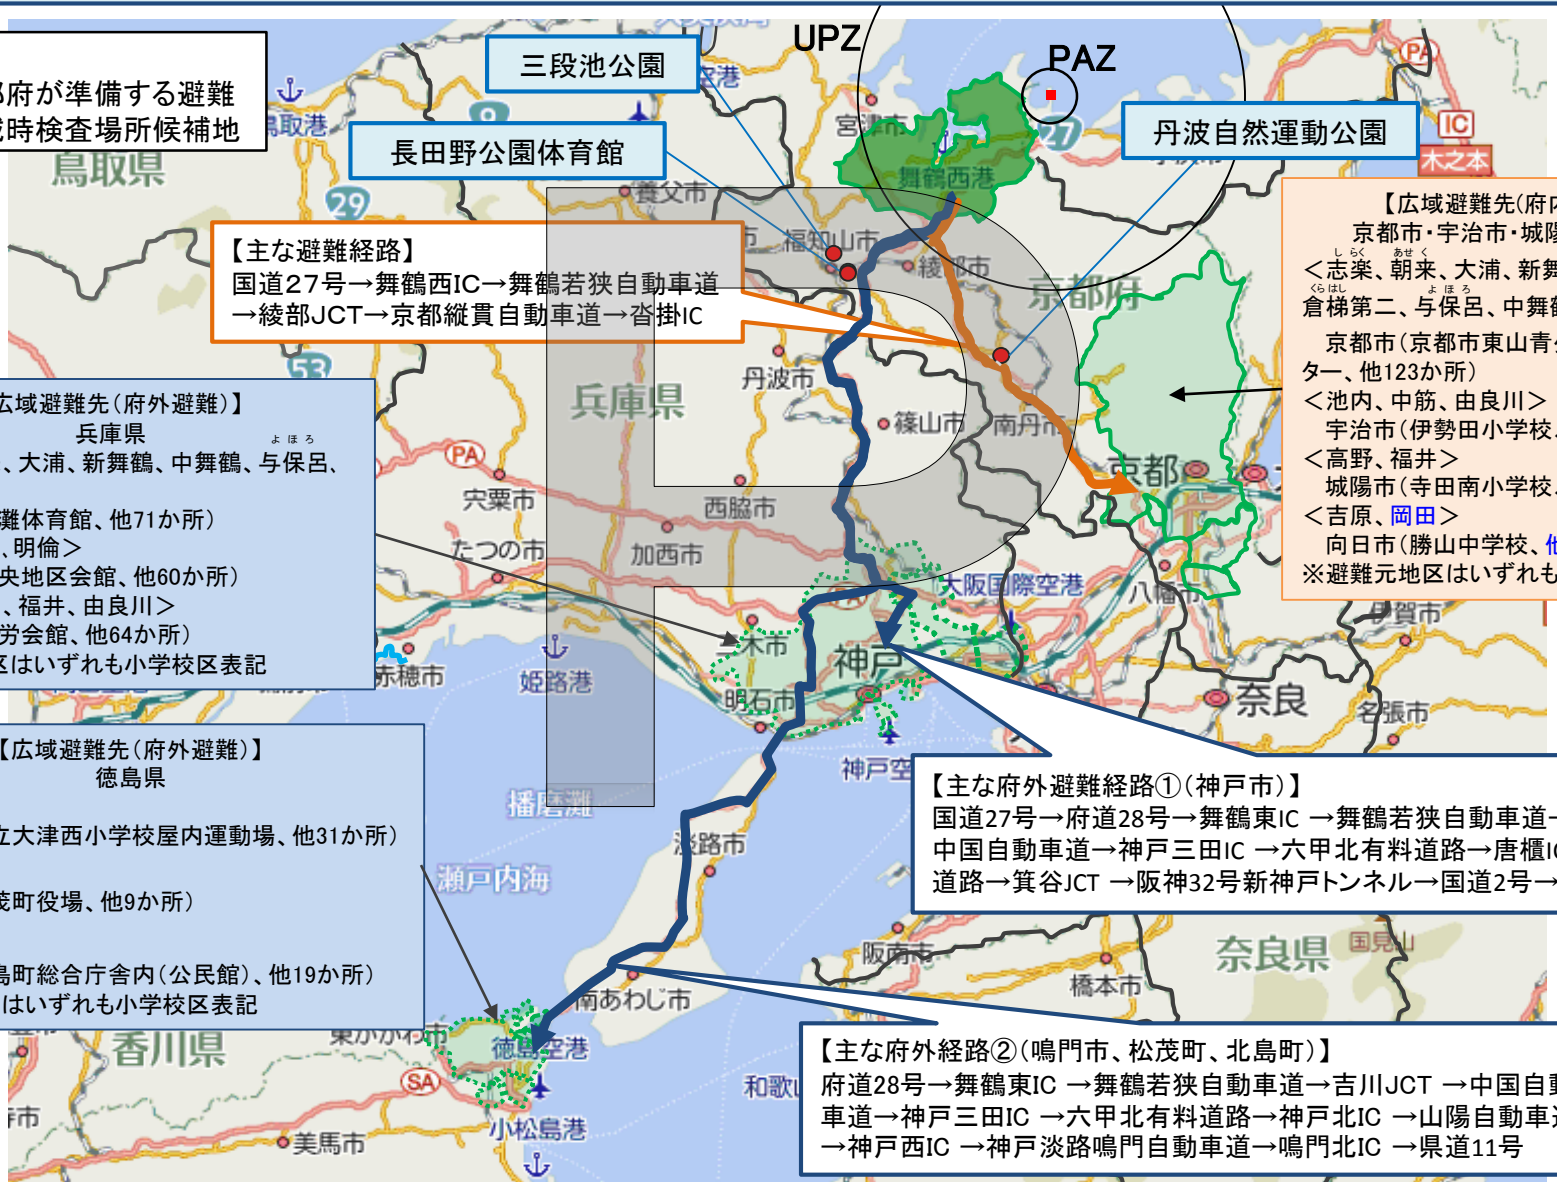 UPZ
PAZ
三段池公園
府が準備する避難
時検査場所候補地
長田野公園体育館
丹波自然運動公園
【主な避難経路】
国道27号→舞鶴西IC→舞鶴若狭自動車道
→綾部JCT→京都縦貫自動車道→沓掛IC
【広域避難先(府内
京都市・宇治市・城陽
しらく
あせく
<志楽、朝来、大浦、新舞
くらはし
よほろ
倉梯第二、与保呂、中舞鶴
京都市(京都市東山青少
ター、他123か所)
<池内、中筋、由良川>
宇治市(伊勢田小学校、
<高野、福井>
城陽市(寺田南小学校、
<吉原、岡田>
向日市(勝山中学校、他
※避難元地区はいずれも
広域避難先(府外避難)】
兵庫県
よほろ
、大浦、新舞鶴、中舞鶴、与保呂、
灘体育館、他71か所)
、明倫>
央地区会館、他60か所)
、福井、由良川>
労会館、他64か所)
区はいずれも小学校区表記
【広域避難先(府外避難)】
徳島県
立大津西小学校屋内運動場、他31か所)
茂町役場、他9か所)
島町総合庁舎内(公民館)、他19か所)
はいずれも小学校区表記
【主な府外避難経路①(神戸市)】
国道27号→府道28号→舞鶴東IC →舞鶴若狭自動車道→
中国自動車道→神戸三田IC →六甲北有料道路→唐櫃IC
道路→箕谷JCT →阪神32号新神戸トンネル→国道2号→
【主な府外経路②(鳴門市、松茂町、北島町)】
府道28号→舞鶴東IC →舞鶴若狭自動車道→吉川JCT →中国自動
車道→神戸三田IC →六甲北有料道路→神戸北IC →山陽自動車道
→神戸西IC →神戸淡路鳴門自動車道→鳴門北IC →県道11号
鳥取県
鳥取港
9
29
53
27
PA
IC
木之本
宮津市
舞鶴西港
養父市
福知山市
綾部市
京都府
兵庫県
丹波市
篠山市
南丹市
京都
PA
宍粟市
西脇市
加西市
たつの市
大阪国際空港
八幡市
伊賀市
PA
三木市
神戸
赤穂市
姫路港
明石市
奈良
名張市
神戸空
播磨灘
淡路市
瀬戸内海
阪南市
奈良県
国見山
橋本市
南あわじ市
東かがわ市
香川県
徳島空港
SA
和歌山
小松島港
美馬市